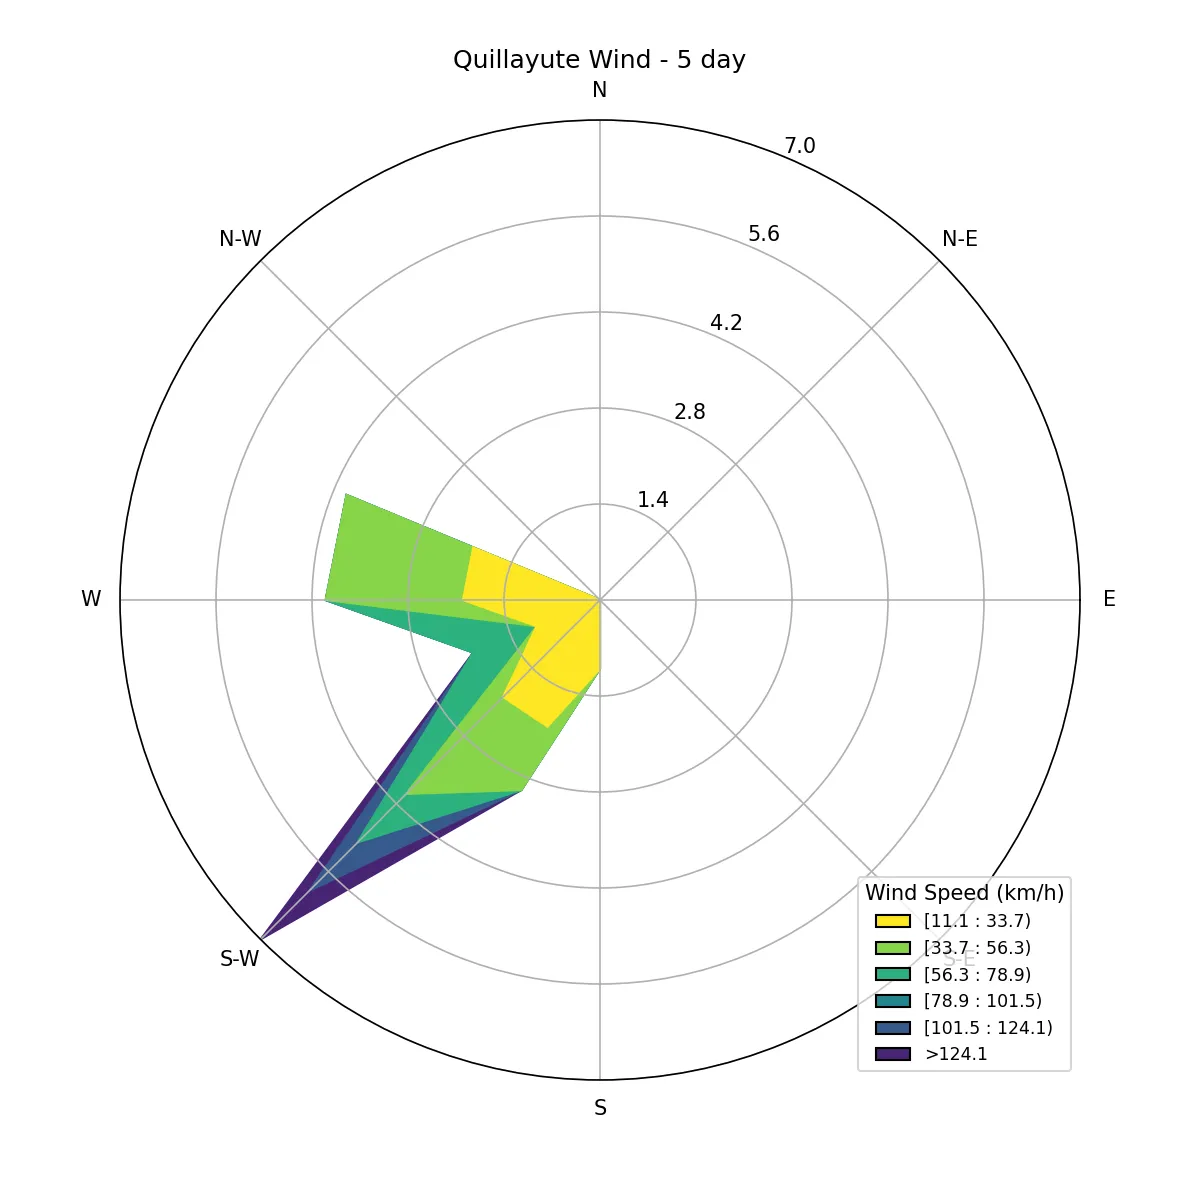 Quillayute Wind - 5 day
N
7.0
5.6
N-W
N-E
4.2
2.8
1.4
W
E
Wind Speed (km/h)
[11.1 : 33.7)
[33.7 : 56.3)
S-W
S-E
[56.3 : 78.9)
[78.9 : 101.5)
[101.5 : 124.1)
>124.1
S